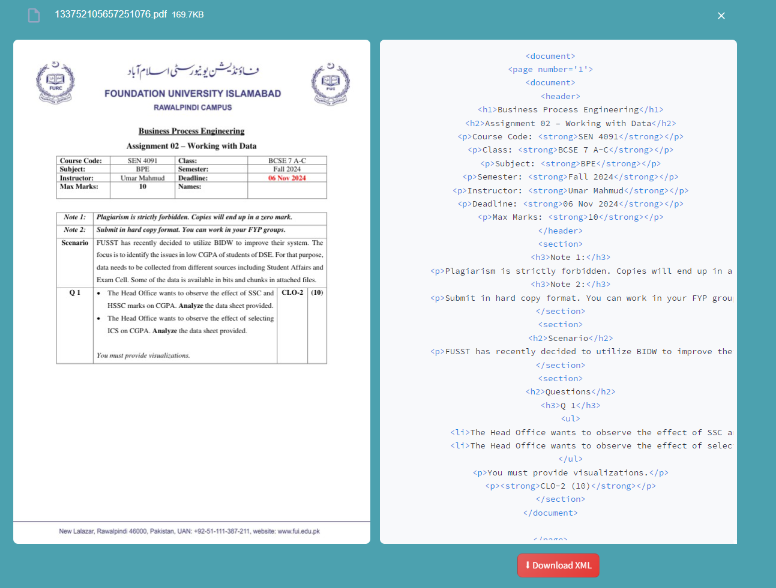 133752105657251076.pdf 169.7KB
×
فاؤنڈیشن یونیورسٹی اسلام آباد
FURC
FUIC
FOUNDATION UNIVERSITY ISLAMABAD
RAWALPINDI CAMPUS
Business Process Engineering
Assignment 02 – Working with Data
Course Code: SEN 4091 Class: BCSE 7 A-C
Subject: BPE Semester: Fall 2024
Instructor: Umar Mahmud Deadline: 06 Nov 2024
Max Marks: 10 Names:
Note 1: Plagiarism is strictly forbidden. Copies will end up in a zero mark.
Note 2: Submit in hard copy format. You can work in your FYP groups.
Scenario FUSST has recently decided to utilize BIDW to improve their system. The
focus is to identify the issues in low CGPA of students of DSE. For that purpose,
data needs to be collected from different sources including Student Affairs and
Exam Cell. Some of the data is available in bits and chunks in attached files.
Q 1 • The Head Office wants to observe the effect of SSC and CLO-2 (10)
HSSC marks on CGPA. Analyze the data sheet provided.
• The Head Office wants to observe the effect of selecting
ICS on CGPA. Analyze the data sheet provided.
You must provide visualizations.
New Lalazar, Rawalpindi 46000, Pakistan, UAN: +92-51-111-387-211, website: www.fui.edu.pk
<document>
<page number='1'>
<document>
<header>
<h1>Business Process Engineering</h1>
<h2>Assignment 02 – Working with Data</h2>
<p>Course Code: <strong>SEN 4091</strong></p>
<p>Class: <strong>BCSE 7 A-C</strong></p>
<p>Subject: <strong>BPE</strong></p>
<p>Semester: <strong>Fall 2024</strong></p>
<p>Instructor: <strong>Umar Mahmud</strong></p>
<p>Deadline: <strong>06 Nov 2024</strong></p>
<p>Max Marks: <strong>10</strong></p>
</header>
<section>
<h3>Note 1:</h3>
<p>Plagiarism is strictly forbidden. Copies will end up in a
<h3>Note 2:</h3>
<p>Submit in hard copy format. You can work in your FYP grou
</section>
<section>
<h2>Scenario</h2>
<p>FUSST has recently decided to utilize BIDW to improve the
</section>
<section>
<h2>Questions</h2>
<h3>Q 1</h3>
<ul>
<li>The Head Office wants to observe the effect of SSC a
<li>The Head Office wants to observe the effect of selec
</ul>
<p>You must provide visualizations.</p>
<p><strong>CLO-2 (10)</strong></p>
</section>
</document>
</page>
Download XML